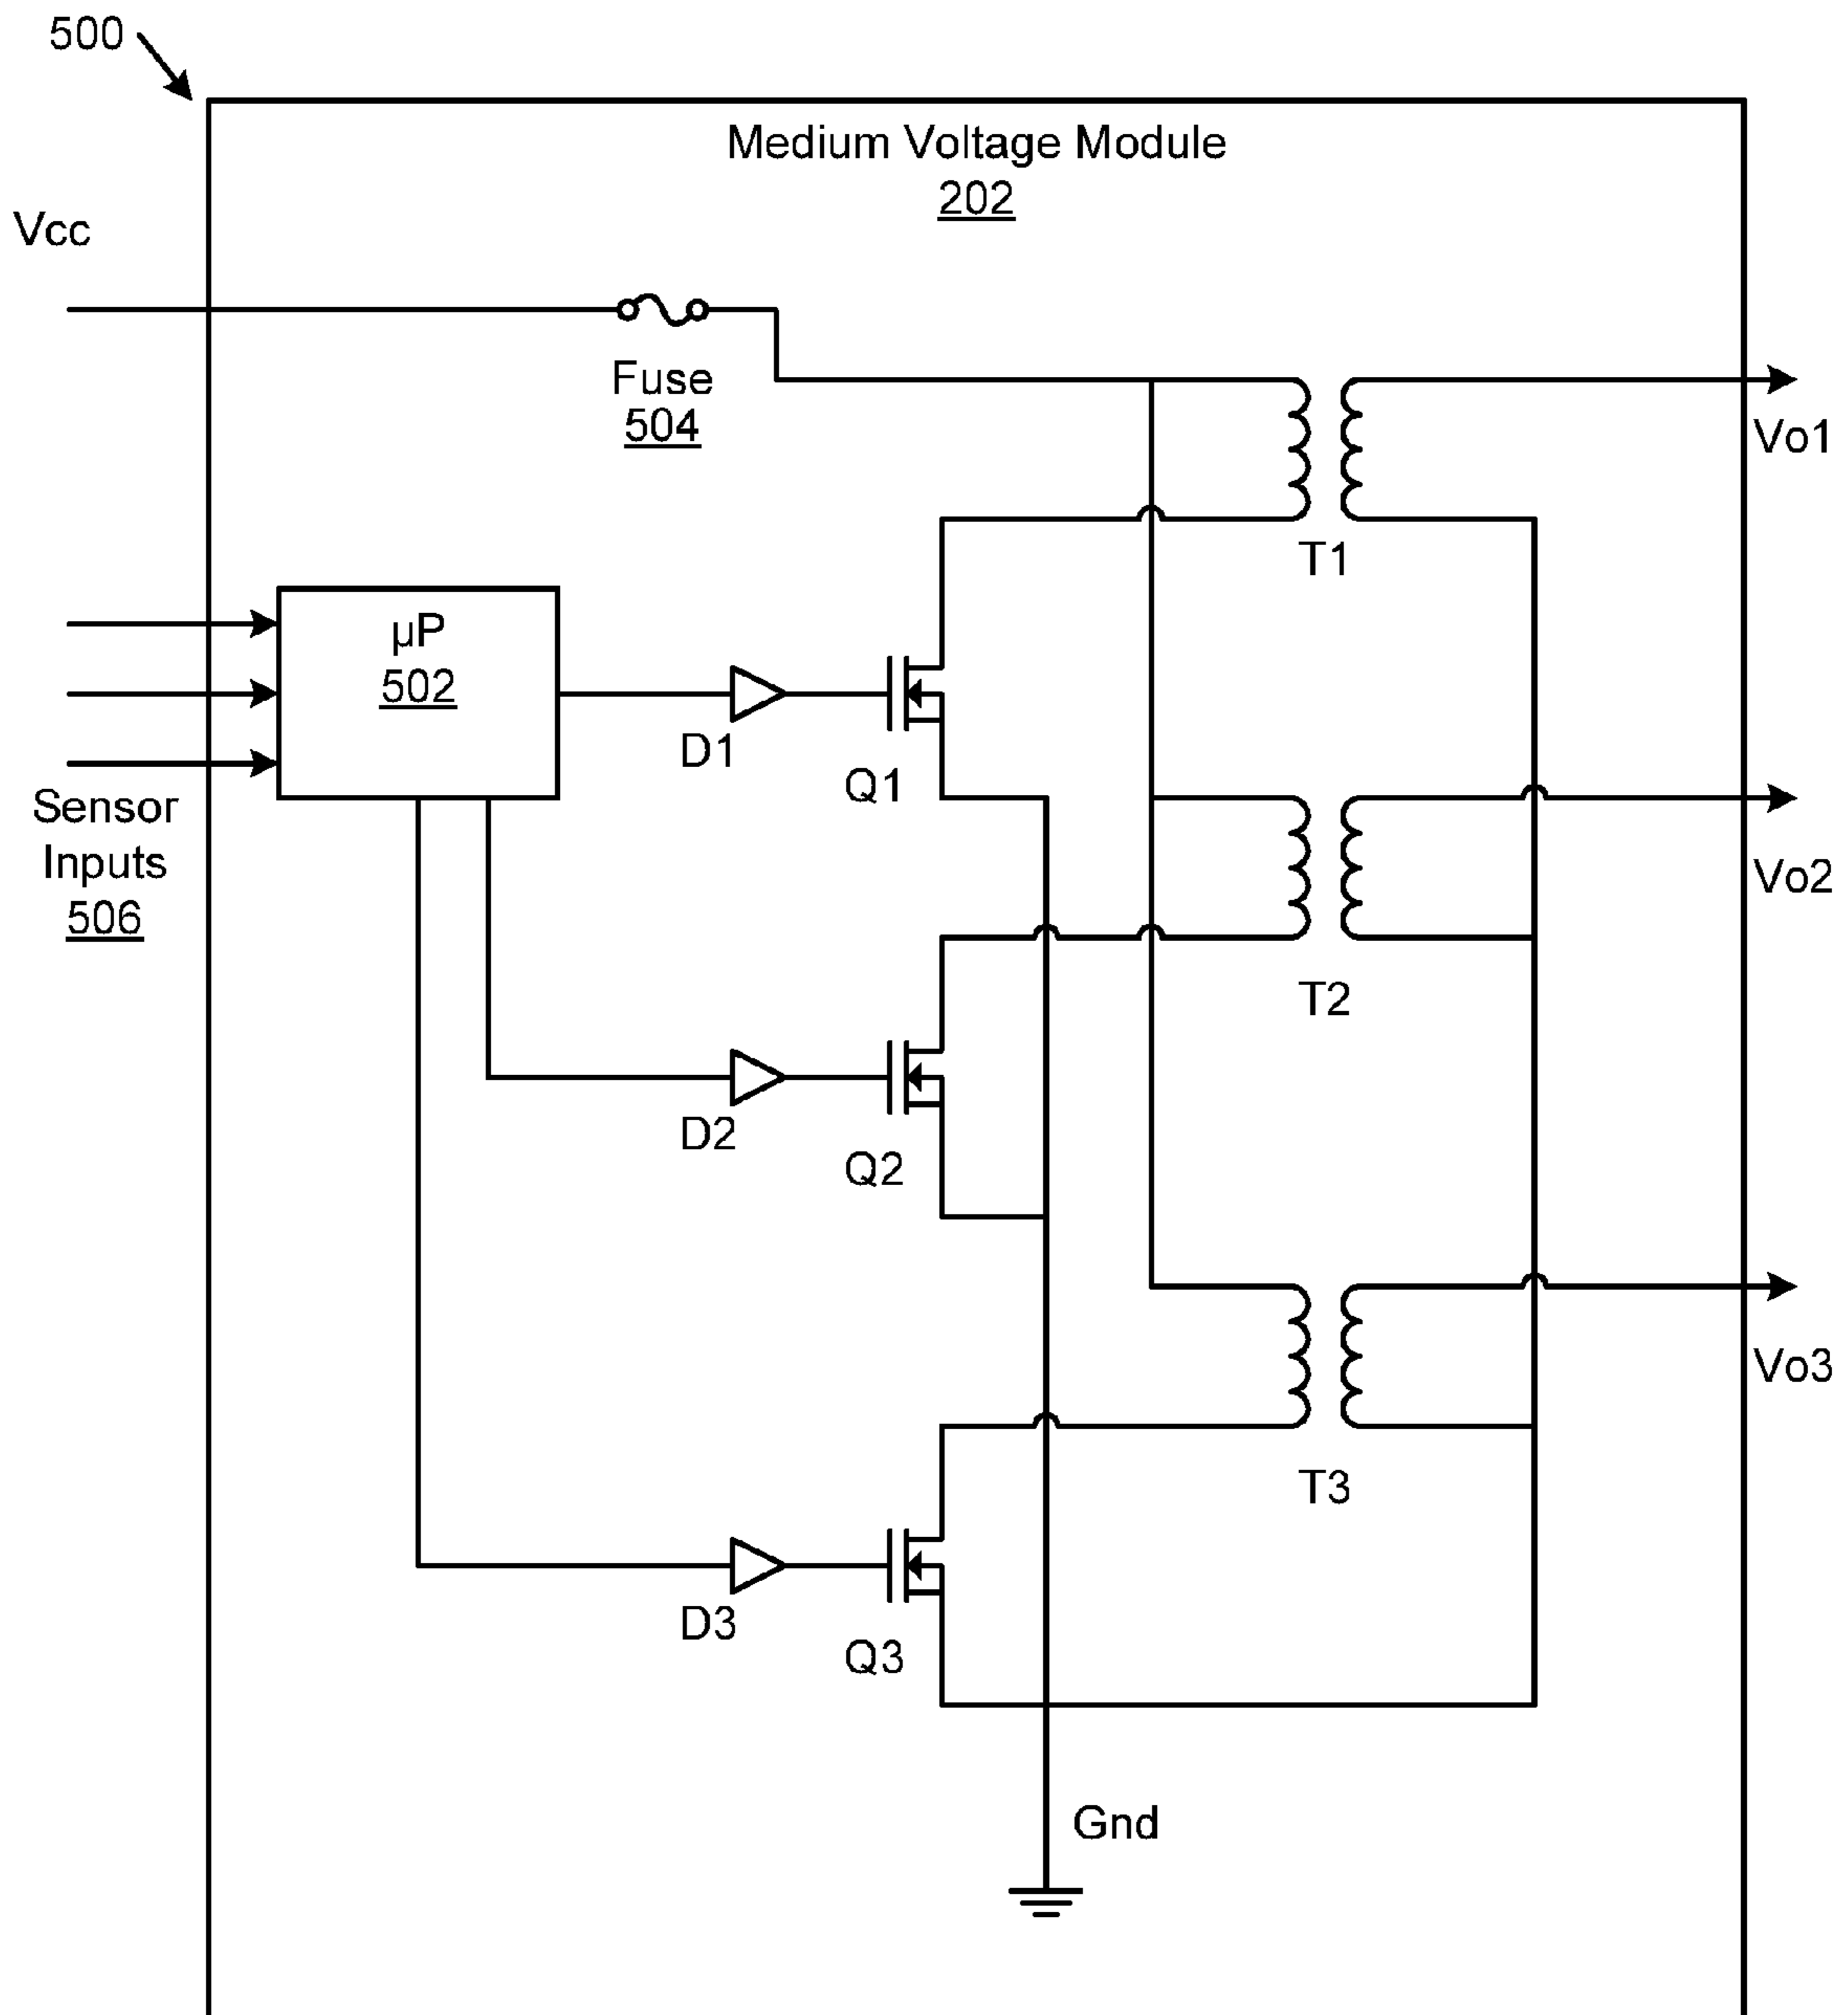 500
Medium Voltage Module
202
Vcc
Fuse
504
Vo1
T1
µP
502
D1
Q1
Sensor
Inputs
506
Vo2
T2
D2
Q2
Vo3
T3
D3
Q3
Gnd